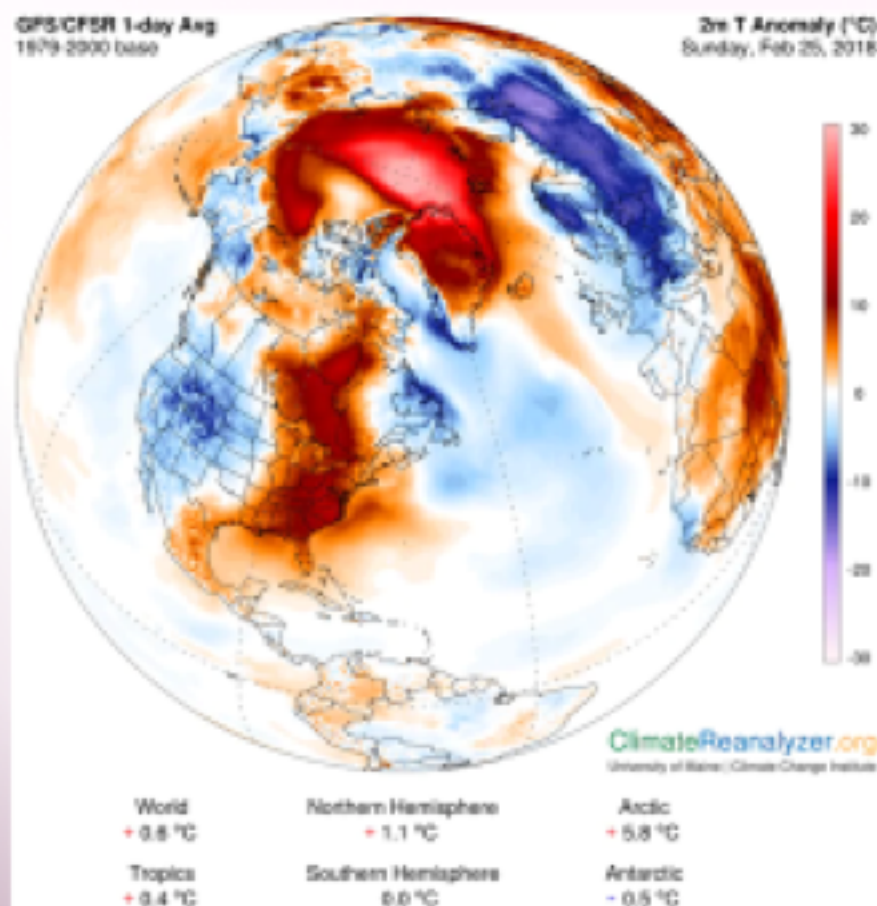 GFS/CFSR 1-day Avg
1979-2000 base
2m T Anomaly (°C)
Sunday, Feb 25, 2018
30
20
10
0
-10
-20
-30
ClimateReanalyzer.org
University of Maine | Climate Change Institute
World
+ 0.6 °C
Northern Hemisphere
+ 1.1 °C
Arctic
+ 5.8 °C
Tropics
+ 0.4 °C
Southern Hemisphere
0.0 °C
Antarctic
- 0.5 °C